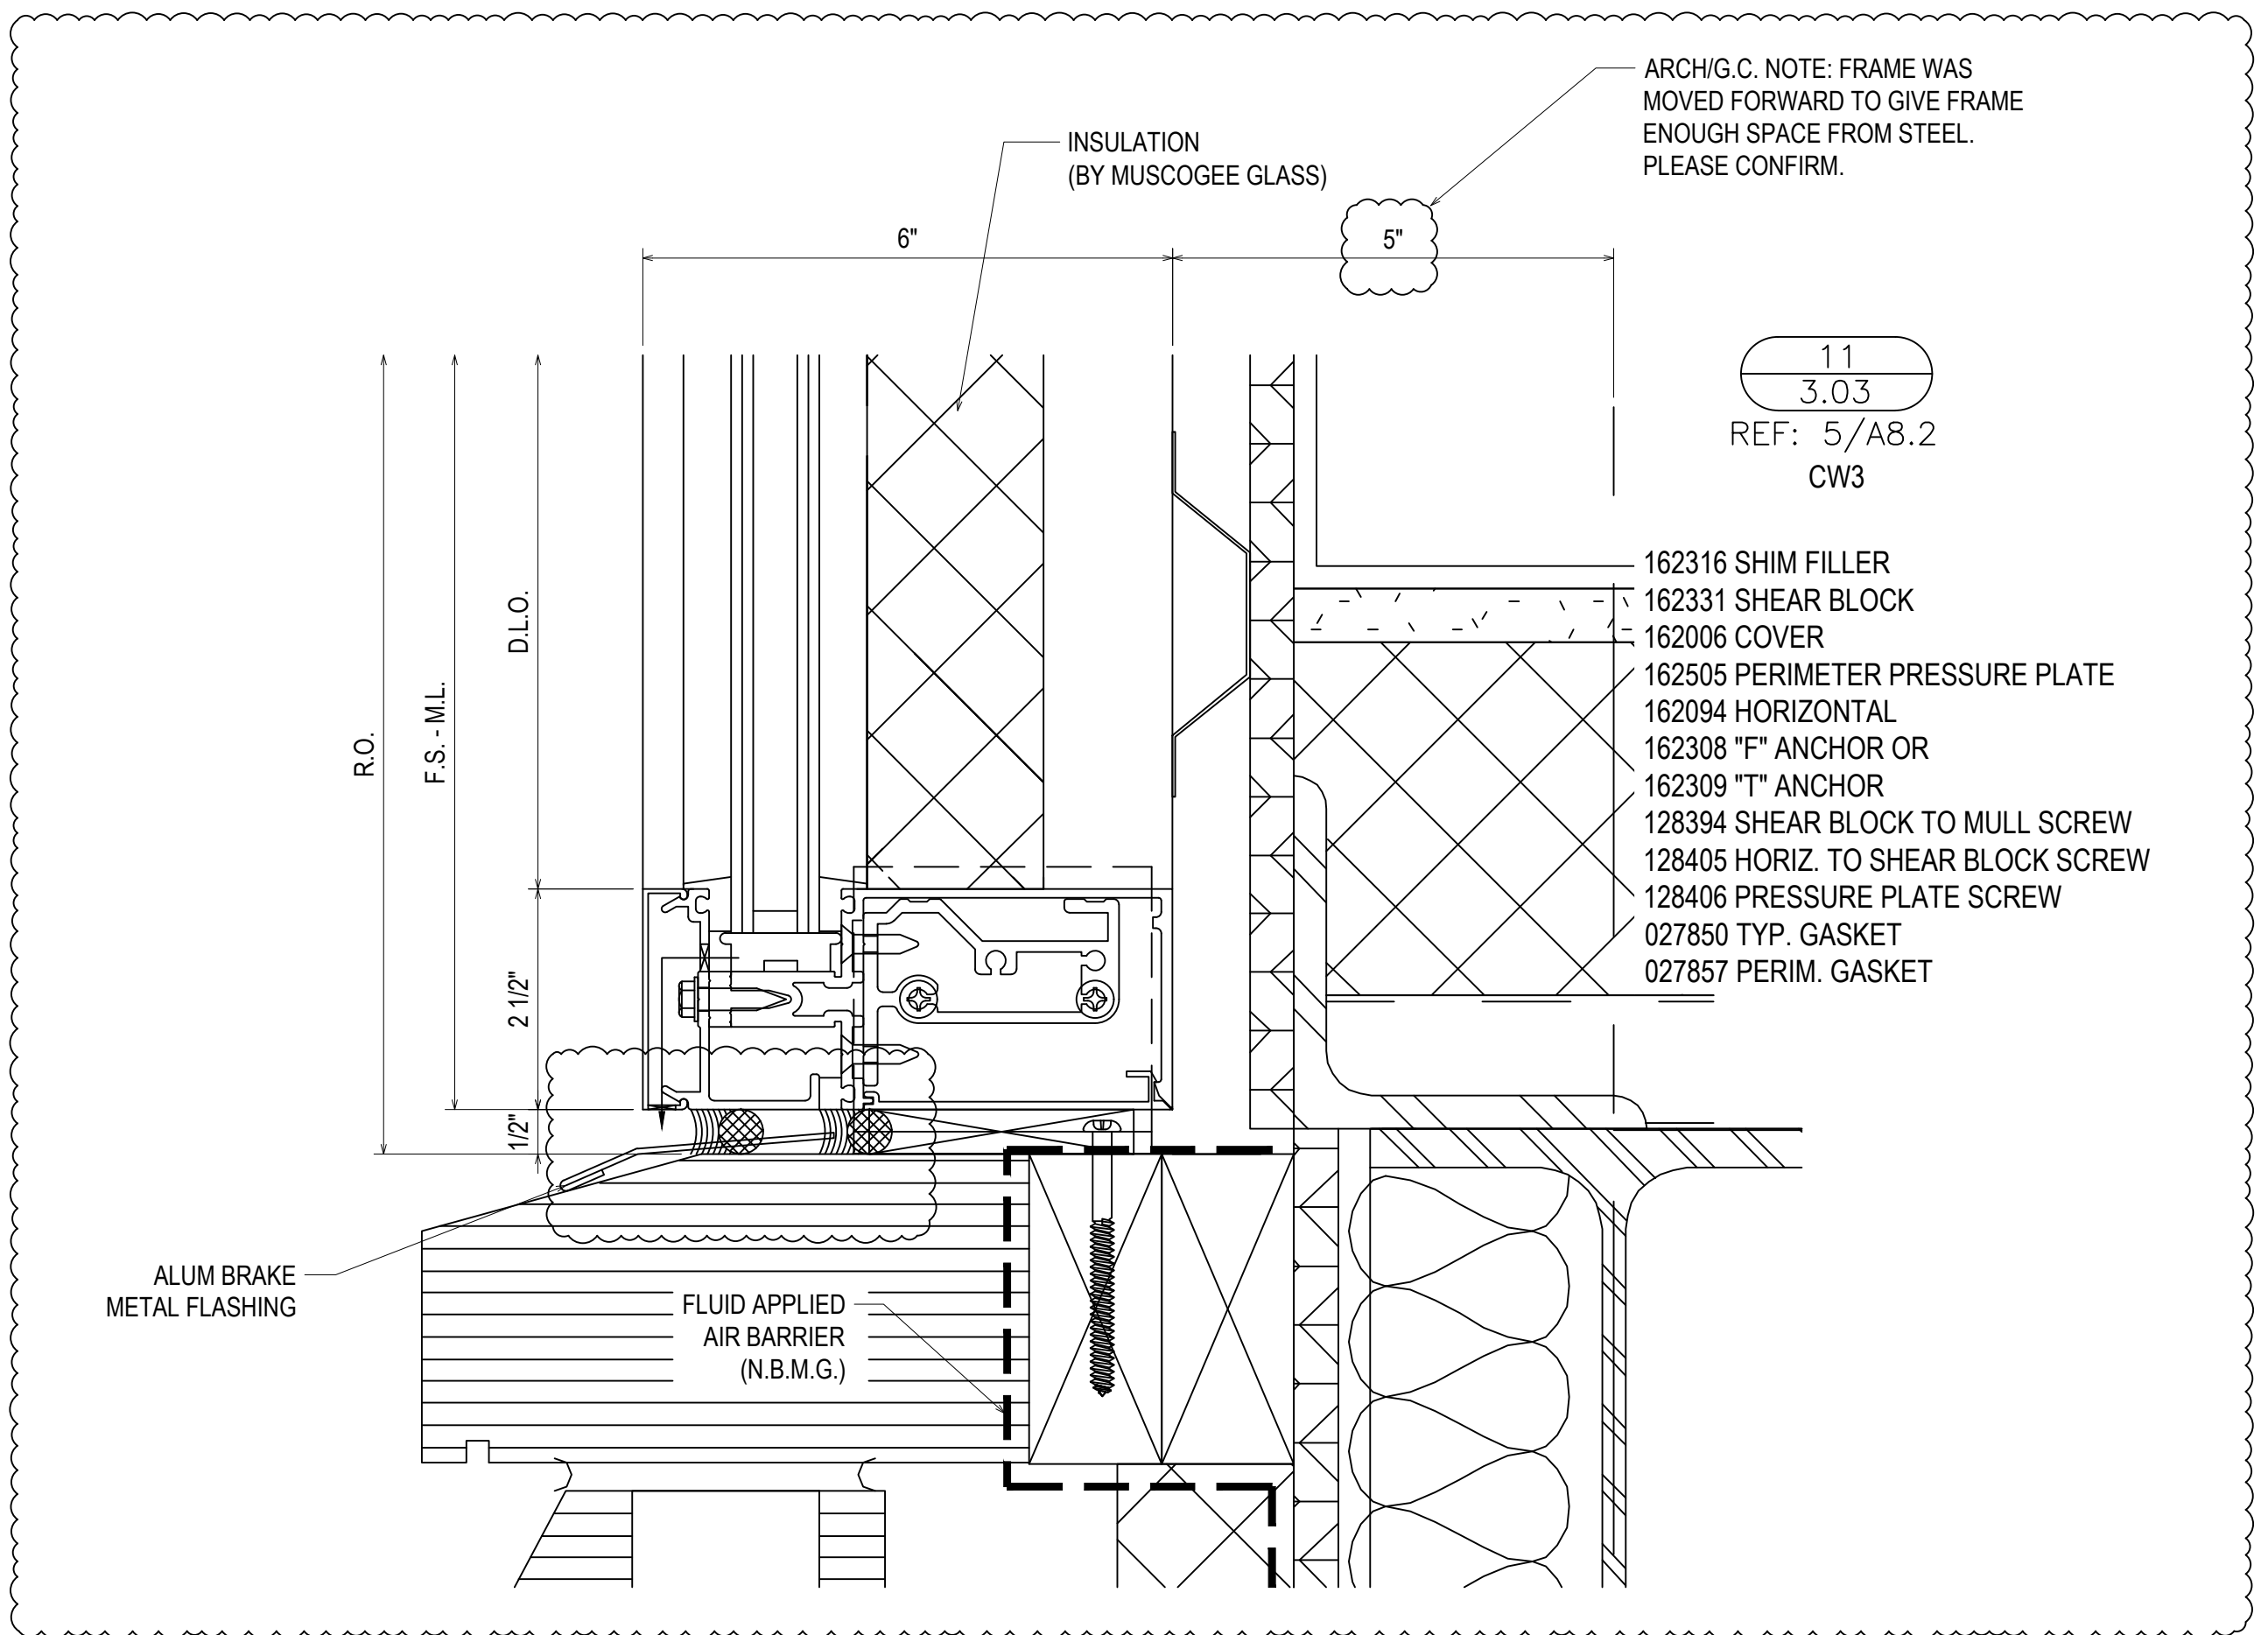 ARCH/G.C. NOTE: FRAME WAS
MOVED FORWARD TO GIVE FRAME
ENOUGH SPACE FROM STEEL.
PLEASE CONFIRM.
INSULATION
(BY MUSCOGEE GLASS)
6"
5"
11
3.03
REF: 5/A8.2
CW3
162316 SHIM FILLER
162331 SHEAR BLOCK
162006 COVER
162505 PERIMETER PRESSURE PLATE
162094 HORIZONTAL
162308 "F" ANCHOR OR
162309 "T" ANCHOR
128394 SHEAR BLOCK TO MULL SCREW
128405 HORIZ. TO SHEAR BLOCK SCREW
128406 PRESSURE PLATE SCREW
027850 TYP. GASKET
027857 PERIM. GASKET
R.O.
F.S. - M.L.
D.L.O.
2 1/2"
1/2"
ALUM BRAKE
METAL FLASHING
FLUID APPLIED
AIR BARRIER
(N.B.M.G.)